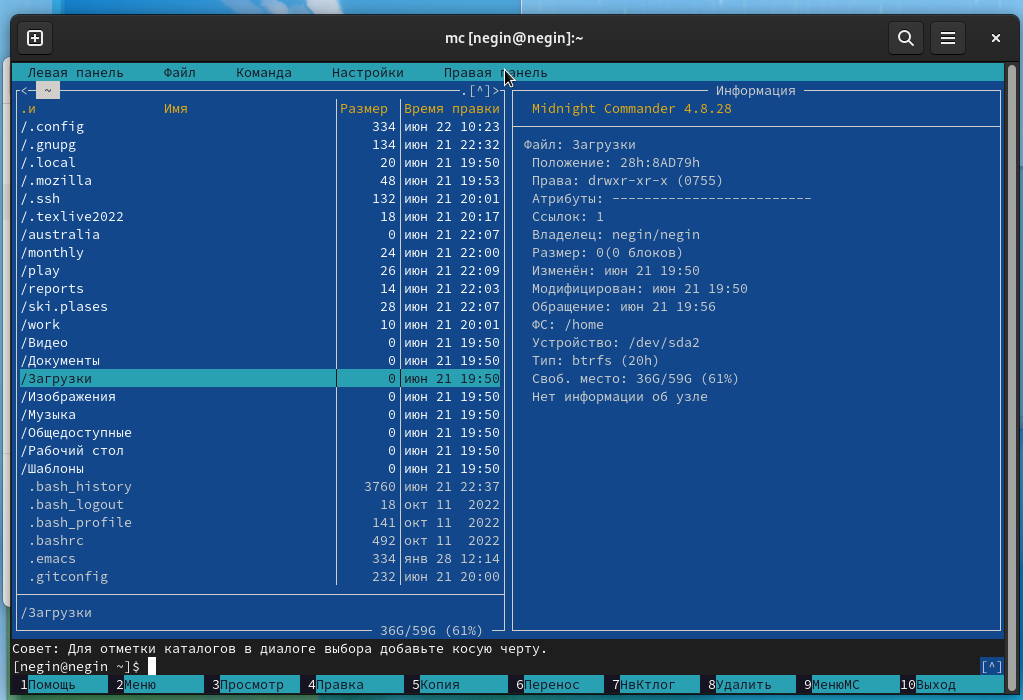 mc [negin@negin]:~
Левая панель Файл Команда Настройки Правая панель
<─ ~ .[^]> Информация
.и Имя Размер Время правки Midnight Commander 4.8.28
/.config 334 июн 22 10:23
/.gnupg 134 июн 21 22:32 Файл: Загрузки
/.local 20 июн 21 19:50 Положение: 28h:8AD79h
/.mozilla 48 июн 21 19:53 Права: drwxr-xr-x (0755)
/.ssh 132 июн 21 20:01 Атрибуты: -------------------------
/.texlive2022 18 июн 21 20:17 Ссылок: 1
/australia 0 июн 21 22:07 Владелец: negin/negin
/monthly 24 июн 21 22:00 Размер: 0(0 блоков)
/play 26 июн 21 22:09 Изменён: июн 21 19:50
/reports 14 июн 21 22:03 Модифицирован: июн 21 19:50
/ski.plases 28 июн 21 22:07 Обращение: июн 21 19:56
/work 10 июн 21 20:01 ФС: /home
/Видео 0 июн 21 19:50 Устройство: /dev/sda2
/Документы 0 июн 21 19:50 Тип: btrfs (20h)
/Загрузки 0 июн 21 19:50 Своб. место: 36G/59G (61%)
/Изображения 0 июн 21 19:50 Нет информации об узле
/Музыка 0 июн 21 19:50
/Общедоступные 0 июн 21 19:50
/Рабочий стол 0 июн 21 19:50
/Шаблоны 0 июн 21 19:50
.bash_history 3760 июн 21 22:37
.bash_logout 18 окт 11 2022
.bash_profile 141 окт 11 2022
.bashrc 492 окт 11 2022
.emacs 334 янв 28 12:14
.gitconfig 232 июн 21 20:00
/Загрузки
36G/59G (61%)
Совет: Для отметки каталогов в диалоге выбора добавьте косую черту.
[negin@negin ~]$ [^]
1Помощь 2Меню 3Просмотр 4Правка 5Копия 6Перенос 7НвКтлог 8Удалить 9МенюМС 10Выход